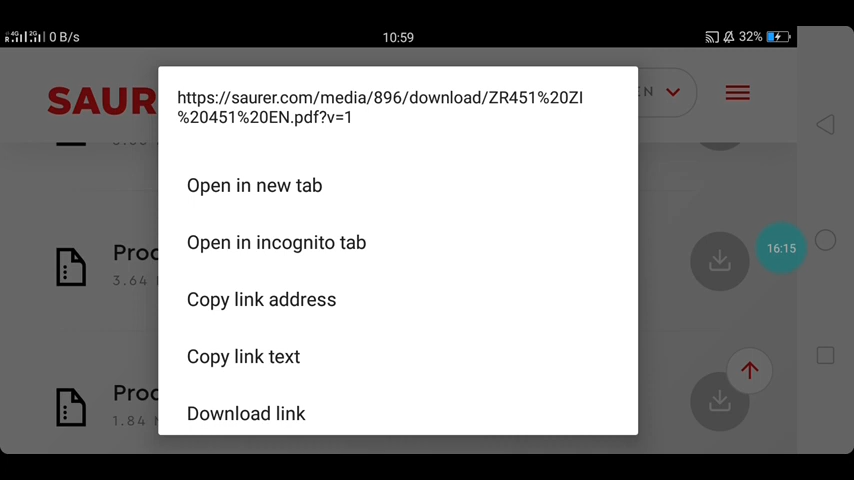 4G 2G 0 B/s 10:59 32%
SAUR
N
https://saurer.com/media/896/download/ZR451%20ZI
%20451%20EN.pdf?v=1
Open in new tab
Open in incognito tab
Copy link address
Copy link text
Download link
Proc
3.64
16:15
Proc
1.84